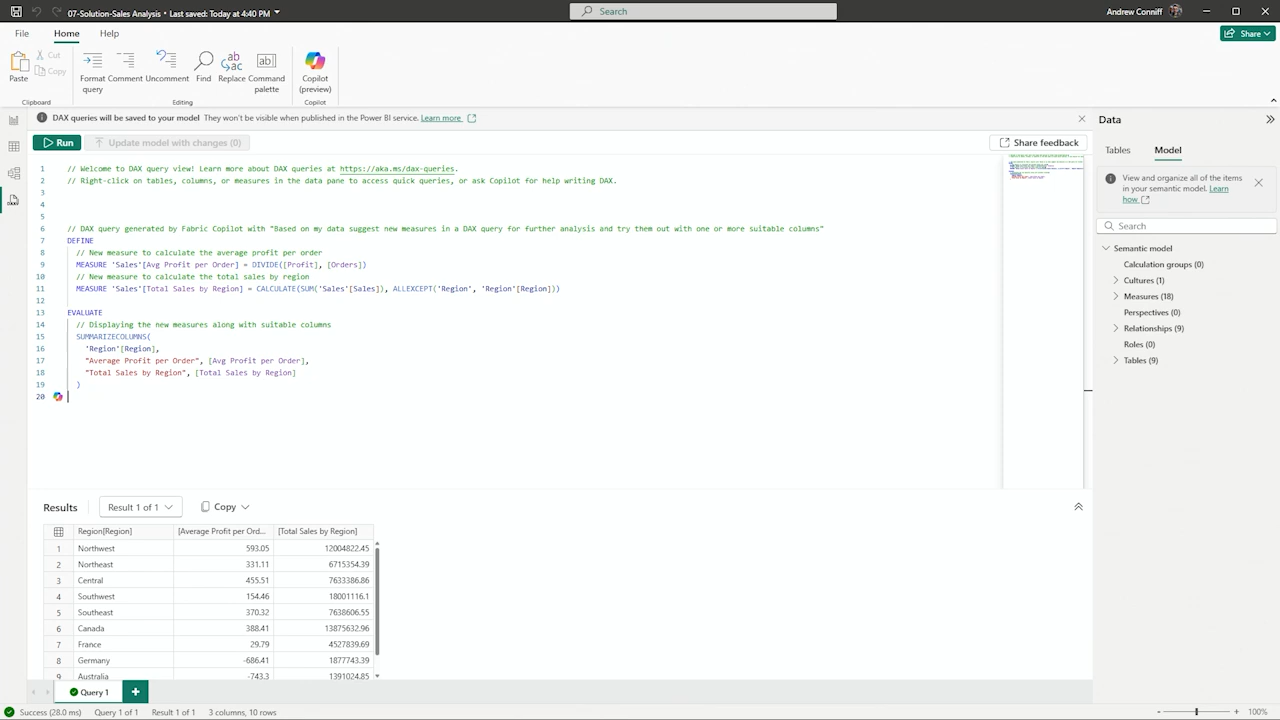 07-Solution-Sales Analysis • Last saved: Today at 4:40 PM
Search
Andrew Conniff
File
Home
Help
Share
Paste
Cut
Copy
Format query
Comment
Uncomment
Find
Replace
Command palette
Copilot (preview)
Clipboard
Editing
Copilot
DAX queries will be saved to your model They won't be visible when published in the Power BI service. Learn more
Run
Update model with changes (0)
Share feedback
1 // Welcome to DAX query view! Learn more about DAX queries at https://aka.ms/dax-queries.
2 // Right-click on tables, columns, or measures in the data pane to access quick queries, or ask Copilot for help writing DAX.
3
4
5
6 // DAX query generated by Fabric Copilot with "Based on my data suggest new measures in a DAX query for further analysis and try them out with one or more suitable columns"
7 DEFINE
8 // New measure to calculate the average profit per order
9 MEASURE 'Sales'[Avg Profit per Order] = DIVIDE([Profit], [Orders])
10 // New measure to calculate the total sales by region
11 MEASURE 'Sales'[Total Sales by Region] = CALCULATE(SUM('Sales'[Sales]), ALLEXCEPT('Region', 'Region'[Region]))
12
13 EVALUATE
14 // Displaying the new measures along with suitable columns
15 SUMMARIZECOLUMNS(
16 'Region'[Region],
17 "Average Profit per Order", [Avg Profit per Order],
18 "Total Sales by Region", [Total Sales by Region]
19 )
20
Data
Tables
Model
View and organize all of the items
in your semantic model. Learn
how
Search
Semantic model
Calculation groups (0)
Cultures (1)
Measures (18)
Perspectives (0)
Relationships (9)
Roles (0)
Tables (9)
Results
Result 1 of 1
Copy
Region[Region] [Average Profit per Ord... [Total Sales by Region]
1 Northwest 593.05 12004822.45
2 Northeast 331.11 6715354.39
3 Central 455.51 7633386.86
4 Southwest 154.46 18001116.1
5 Southeast 370.32 7638606.55
6 Canada 388.41 13875632.96
7 France 29.79 4527839.69
8 Germany -686.41 1877743.39
9 Australia -743.3 1391024.85
Query 1
+
Success (28.0 ms) Query 1 of 1 Result 1 of 1 3 columns, 10 rows
100%